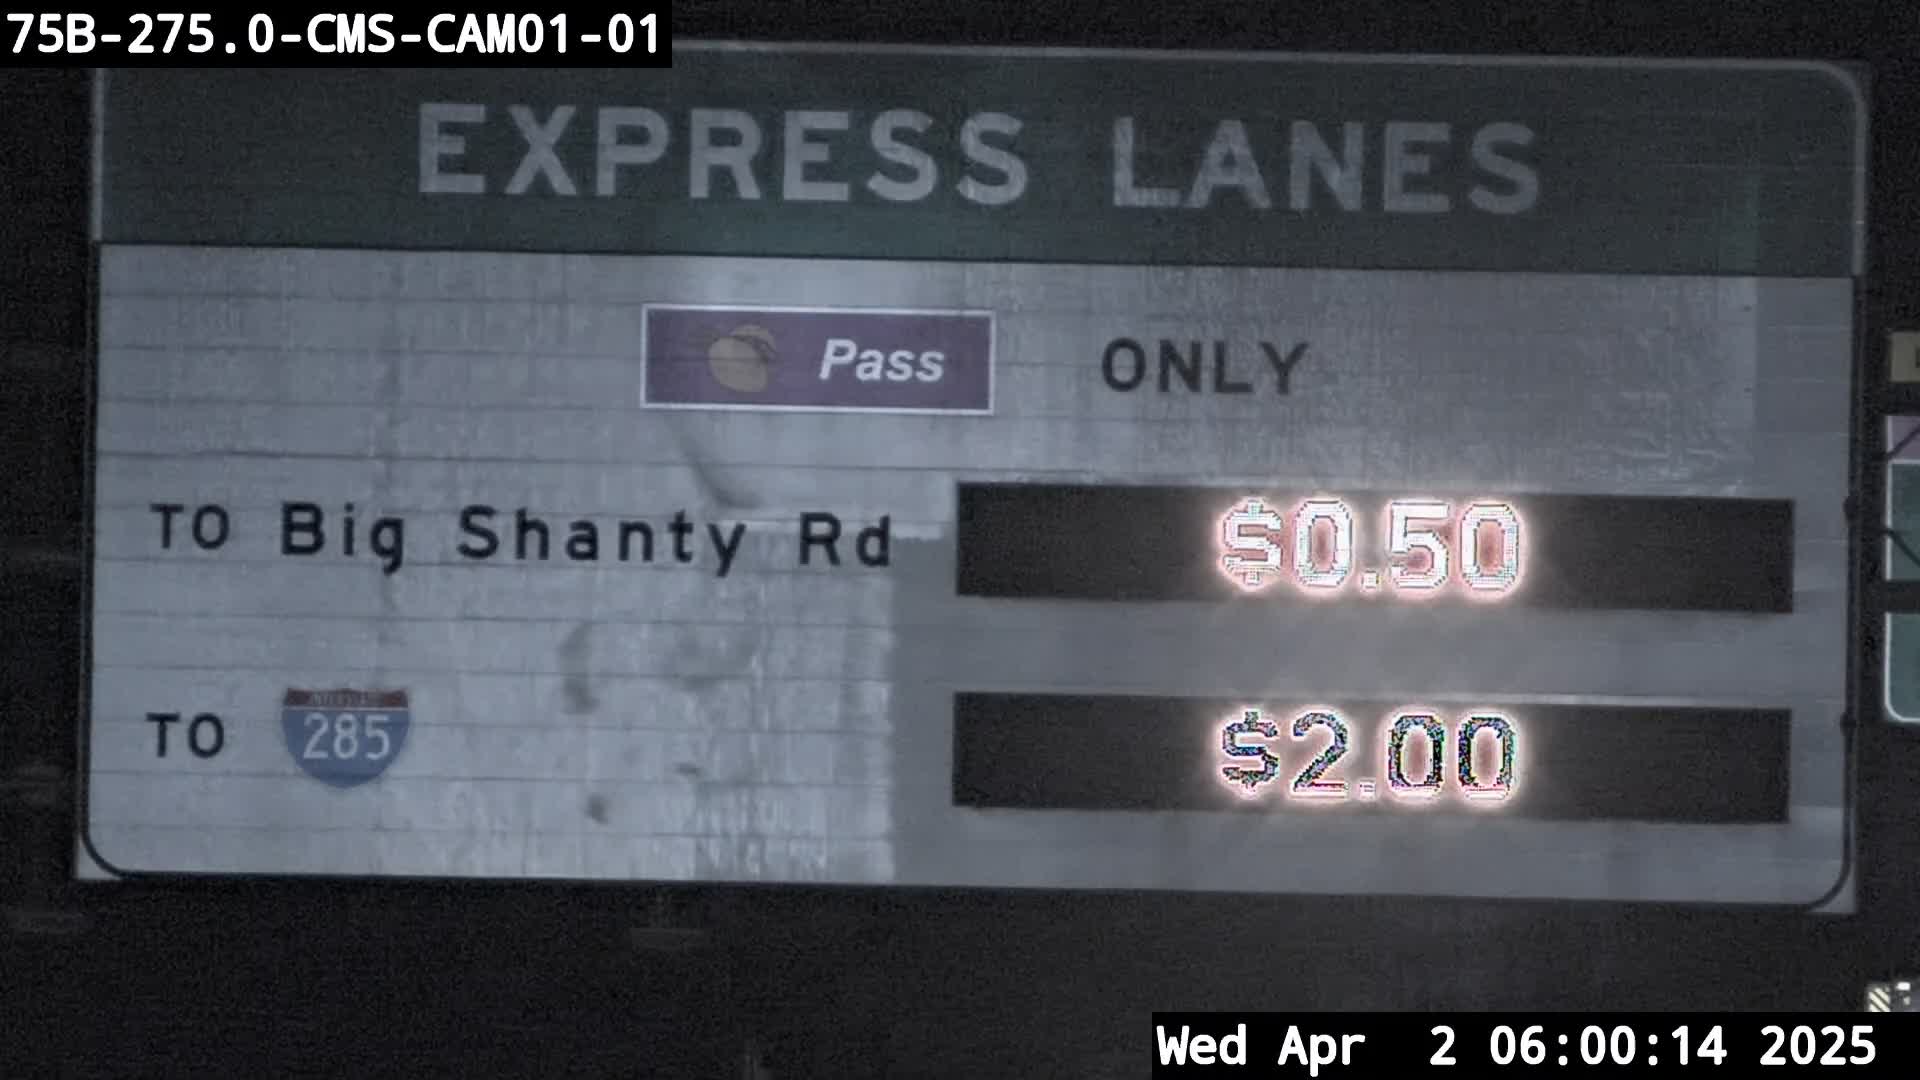 75B-275.0-CMS-CAM01-01
EXPRESS LANES
Pass ONLY
TO Big Shanty Rd $0.50
TO 285 $2.00
Wed Apr 2 06:00:14 2025